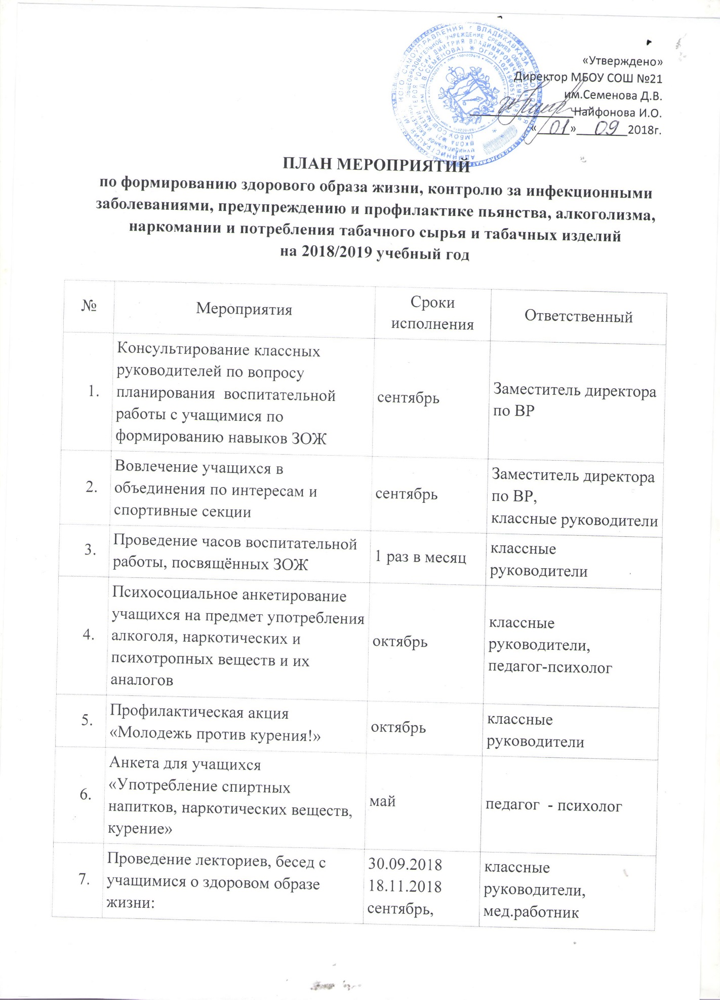 «Утверждено»
Директор МБОУ СОШ №21
им.Семенова Д.В.
Найфонова И.О.
«01» 09 2018г.
ПЛАН МЕРОПРИЯТИЙ
по формированию здорового образа жизни, контролю за инфекционными
заболеваниями, предупреждению и профилактике пьянства, алкоголизма,
наркомании и потребления табачного сырья и табачных изделий
на 2018/2019 учебный год
№
Мероприятия
Сроки
исполнения
Ответственный
1.
Консультирование классных
руководителей по вопросу
планирования воспитательной
работы с учащимися по
формированию навыков ЗОЖ
сентябрь
Заместитель директора
по ВР
2.
Вовлечение учащихся в
объединения по интересам и
спортивные секции
сентябрь
Заместитель директора
по ВР,
классные руководители
3.
Проведение часов воспитательной
работы, посвящённых ЗОЖ
1 раз в месяц
классные
руководители
4.
Психосоциальное анкетирование
учащихся на предмет употребления
алкоголя, наркотических и
психотропных веществ и их
аналогов
октябрь
классные
руководители,
педагог-психолог
5.
Профилактическая акция
«Молодежь против курения!»
октябрь
классные
руководители
6.
Анкета для учащихся
«Употребление спиртных
напитков, наркотических веществ,
курение»
май
педагог - психолог
7.
Проведение лекториев, бесед с
учащимися о здоровом образе
жизни:
30.09.2018
18.11.2018
сентябрь,
классные
руководители,
мед.работник